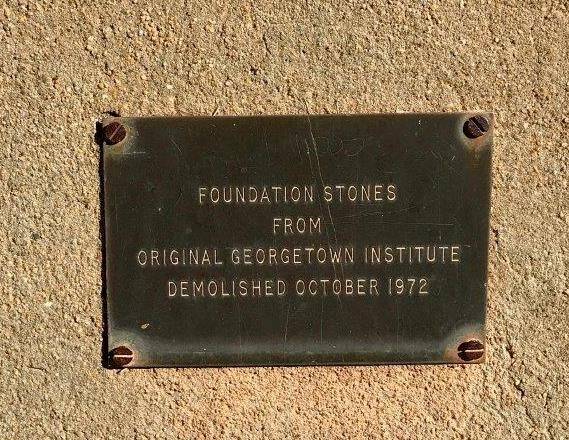 FOUNDATION STONES
FROM
ORIGINAL GEORGETOWN INSTITUTE
DEMOLISHED OCTOBER 1972